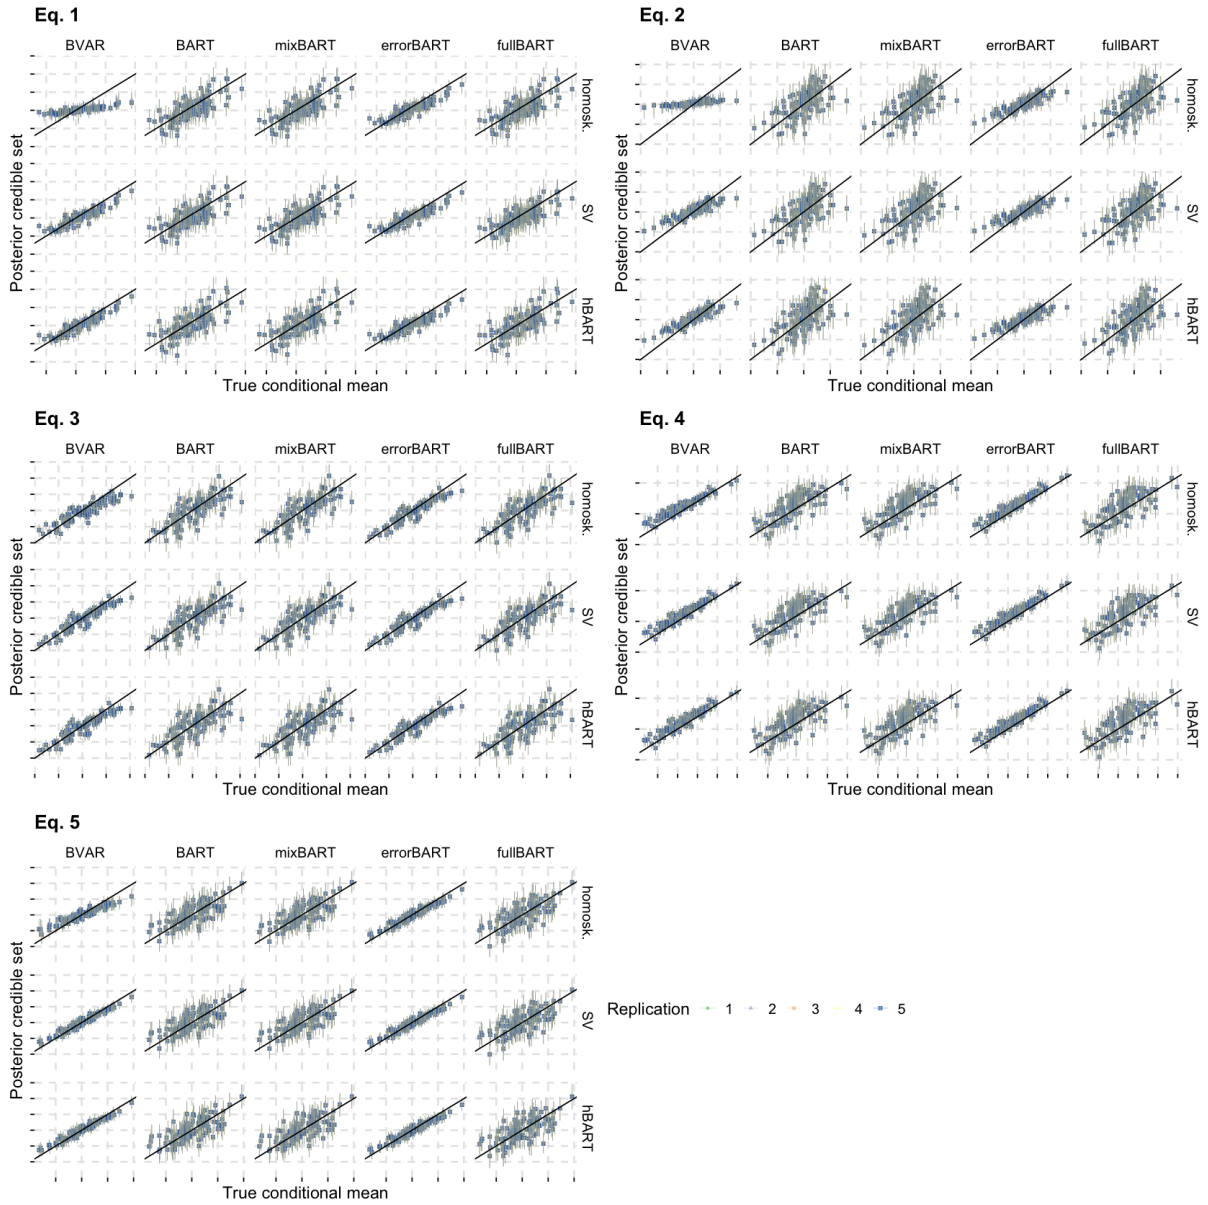 Eq. 1
BVAR BART mixBART errorBART fullBART
homosk.
SV
hBART
Posterior credible set
True conditional mean
Eq. 2
BVAR BART mixBART errorBART fullBART
homosk.
SV
hBART
Posterior credible set
True conditional mean
Eq. 3
BVAR BART mixBART errorBART fullBART
homosk.
SV
hBART
Posterior credible set
True conditional mean
Eq. 4
BVAR BART mixBART errorBART fullBART
homosk.
SV
hBART
Posterior credible set
True conditional mean
Eq. 5
BVAR BART mixBART errorBART fullBART
homosk.
SV
hBART
Posterior credible set
True conditional mean
Replication 1 2 3 4 5